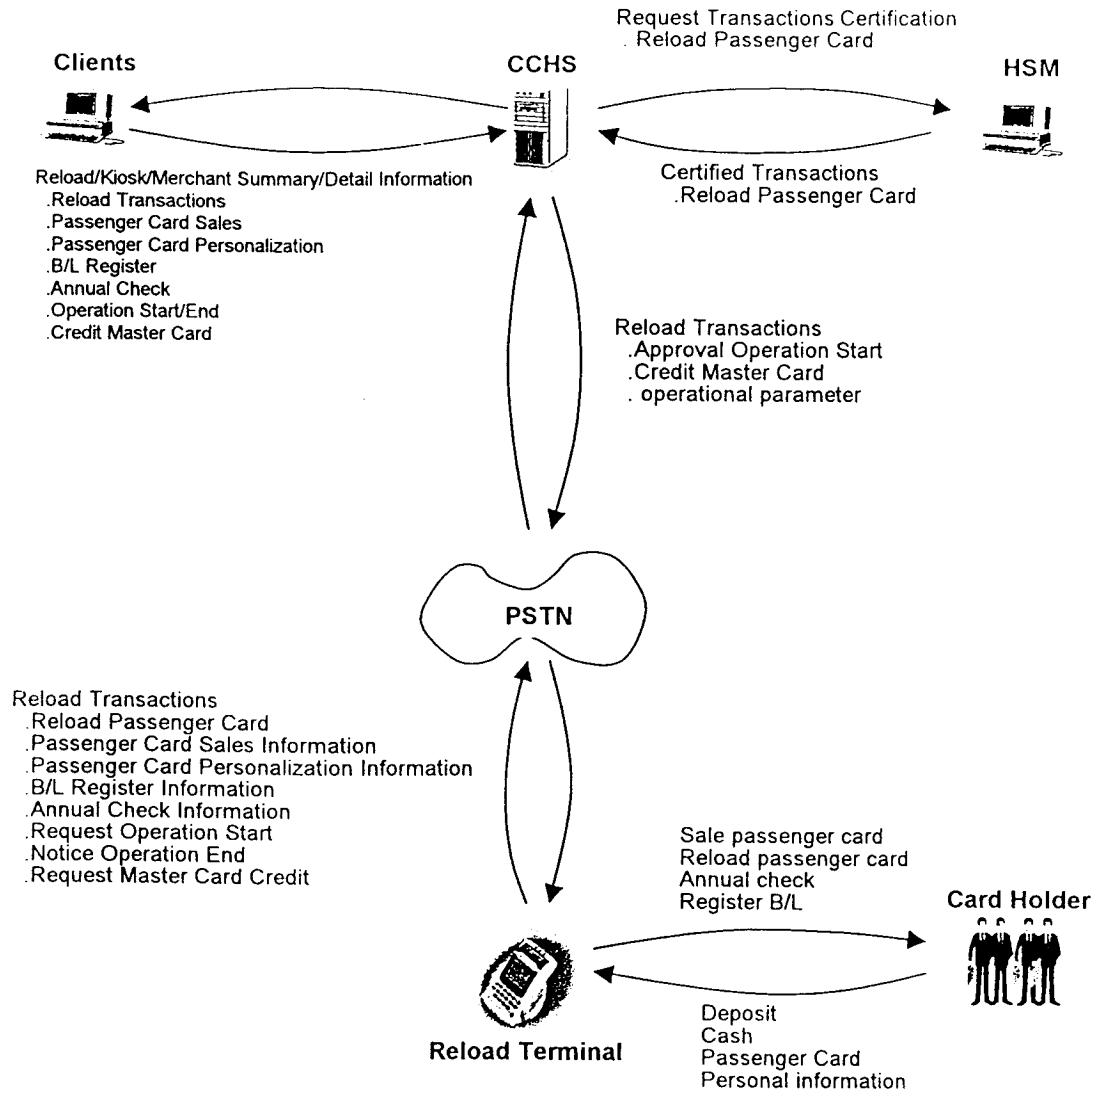 Request Transactions Certification
. Reload Passenger Card
Clients
CCHS
HSM
Reload/Kiosk/Merchant Summary/Detail Information
.Reload Transactions
.Passenger Card Sales
.Passenger Card Personalization
.B/L Register
.Annual Check
.Operation Start/End
.Credit Master Card
Certified Transactions
.Reload Passenger Card
Reload Transactions
.Approval Operation Start
.Credit Master Card
. operational parameter
PSTN
Reload Transactions
.Reload Passenger Card
.Passenger Card Sales Information
.Passenger Card Personalization Information
.B/L Register Information
.Annual Check Information
.Request Operation Start
.Notice Operation End
.Request Master Card Credit
Sale passenger card
Reload passenger card
Annual check
Register B/L
Card Holder
Reload Terminal
Deposit
Cash
Passenger Card
Personal information